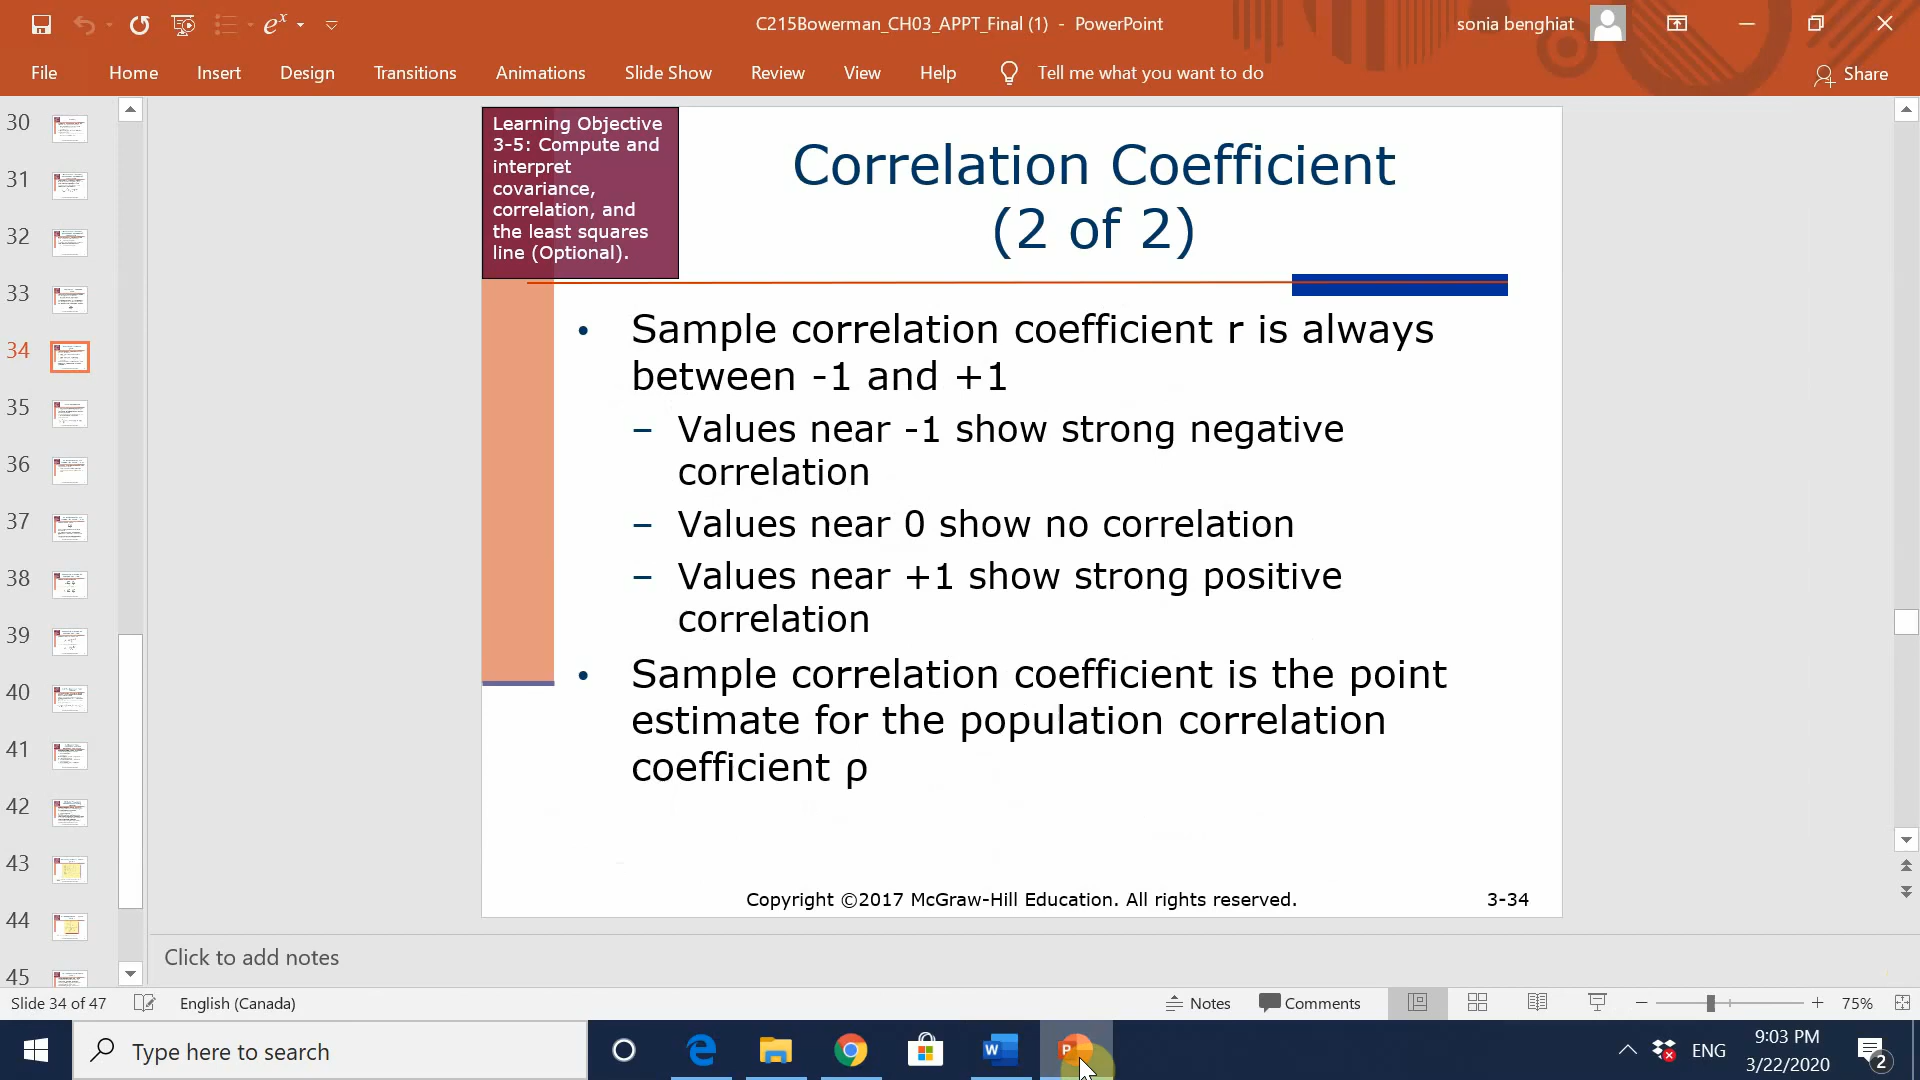 C215Bowerman_CH03_APPT_Final (1) - PowerPoint
sonia benghiat
File Home Insert Design Transitions Animations Slide Show Review View Help Tell me what you want to do Share
30
31
32
33
34
35
36
37
38
39
40
41
42
43
44
45
Learning Objective
3-5: Compute and
interpret
covariance,
correlation, and
the least squares
line (Optional).
Correlation Coefficient
(2 of 2)
• Sample correlation coefficient r is always
between -1 and +1
– Values near -1 show strong negative
correlation
– Values near 0 show no correlation
– Values near +1 show strong positive
correlation
• Sample correlation coefficient is the point
estimate for the population correlation
coefficient ρ
Copyright ©2017 McGraw-Hill Education. All rights reserved. 3-34
Click to add notes
Slide 34 of 47 English (Canada) Notes Comments 75%
Type here to search
ENG
9:03 PM
3/22/2020
2